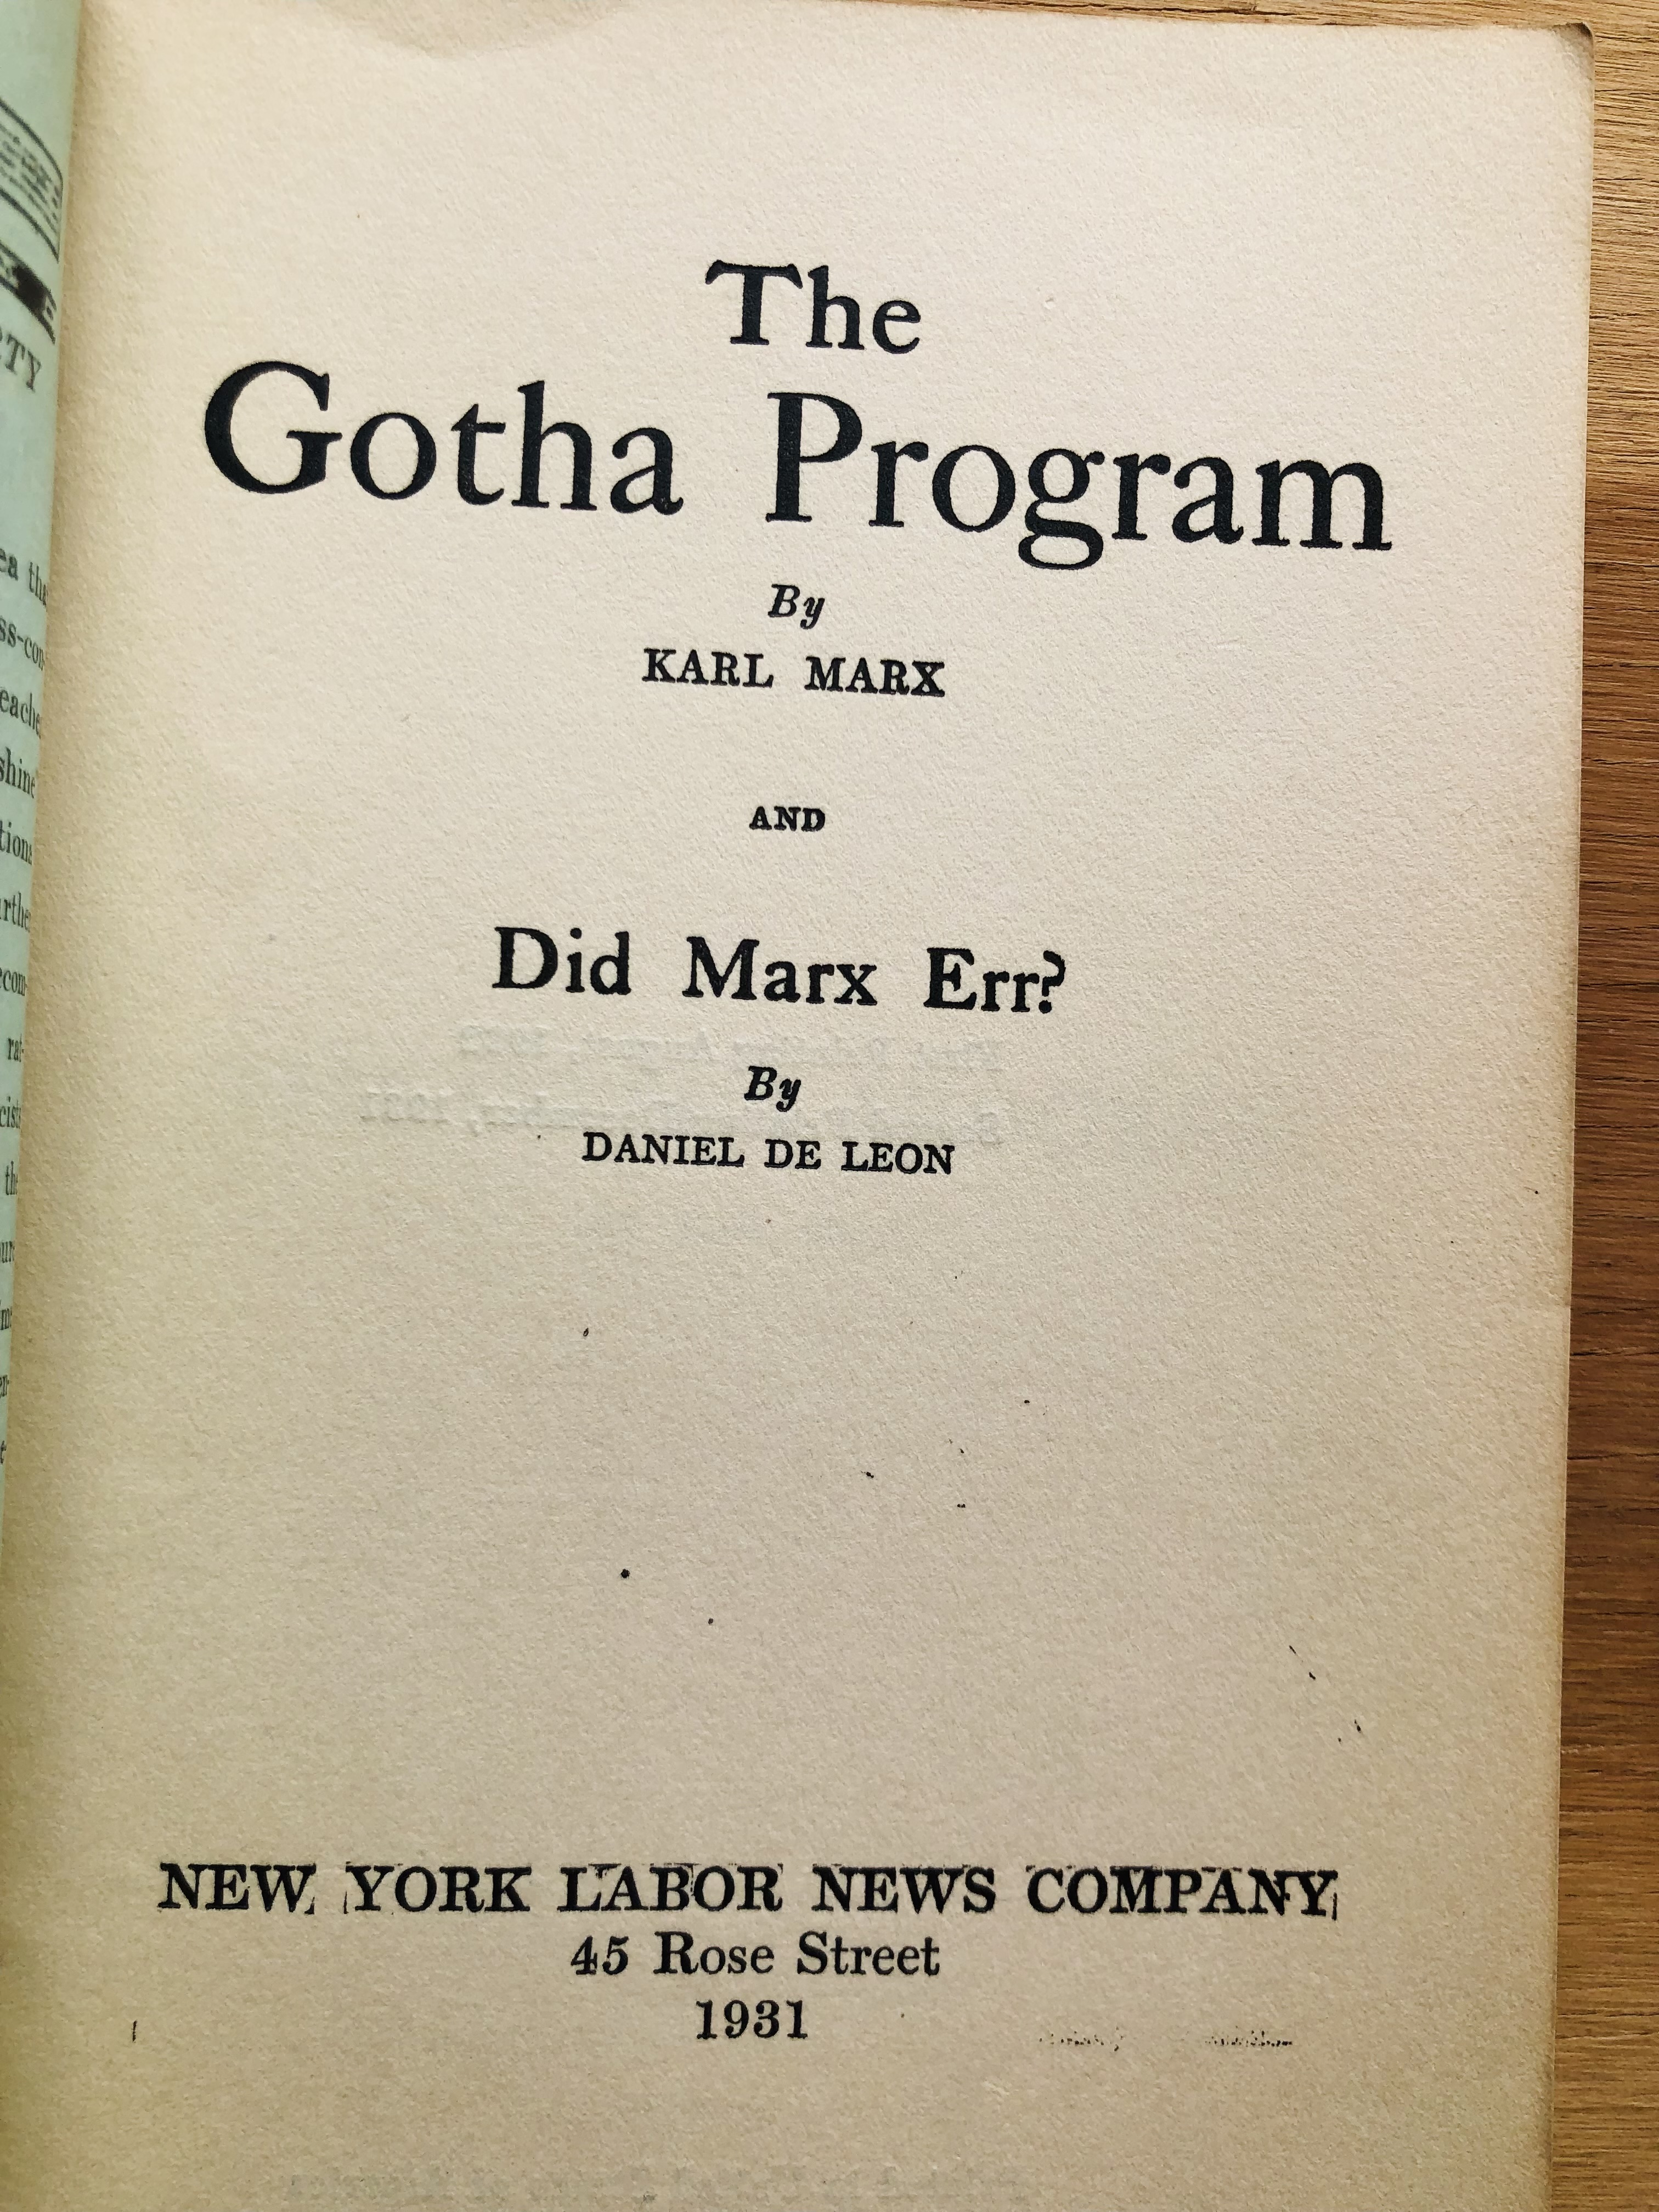 The
Gotha Program
By
KARL MARX
AND
Did Marx Err?
By
DANIEL DE LEON
NEW YORK LABOR NEWS COMPANY
45 Rose Street
1931